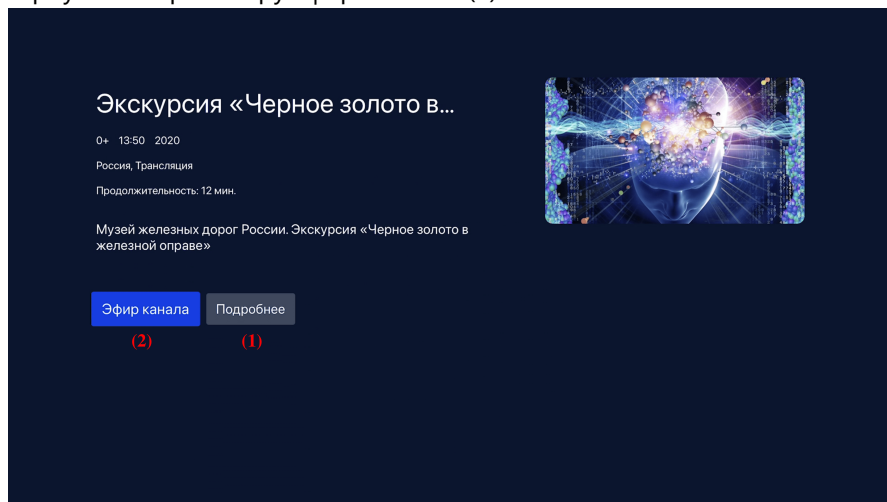 Экскурсия «Черное золото в...
0+ 13:50 2020
Россия, Трансляция
Продолжительность: 12 мин.
Музей железных дорог России. Экскурсия «Черное золото в
железной оправе»
Эфир канала Подробнее
(2) (1)